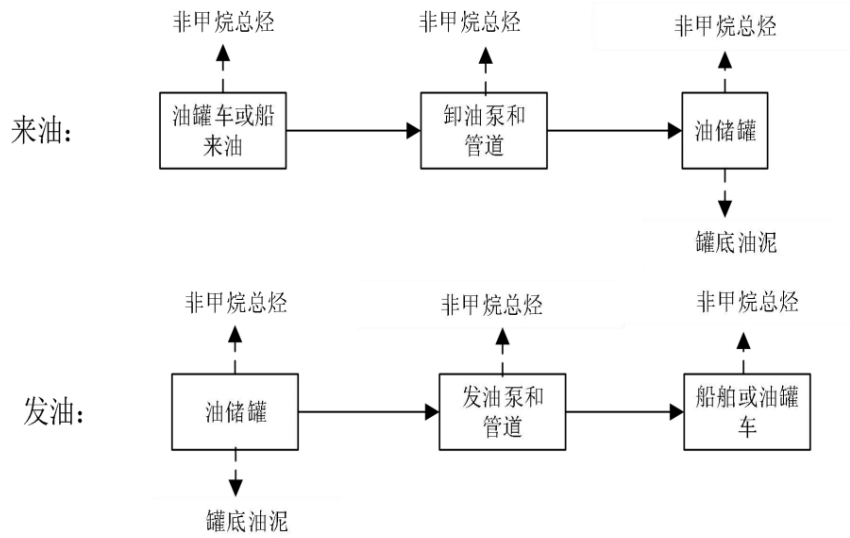 非甲烷总烃
非甲烷总烃
非甲烷总烃
来油：
油罐车或船
来油
卸油泵和
管道
油储罐
罐底油泥
非甲烷总烃
非甲烷总烃
非甲烷总烃
发油：
油储罐
发油泵和
管道
船舶或油罐
车
罐底油泥